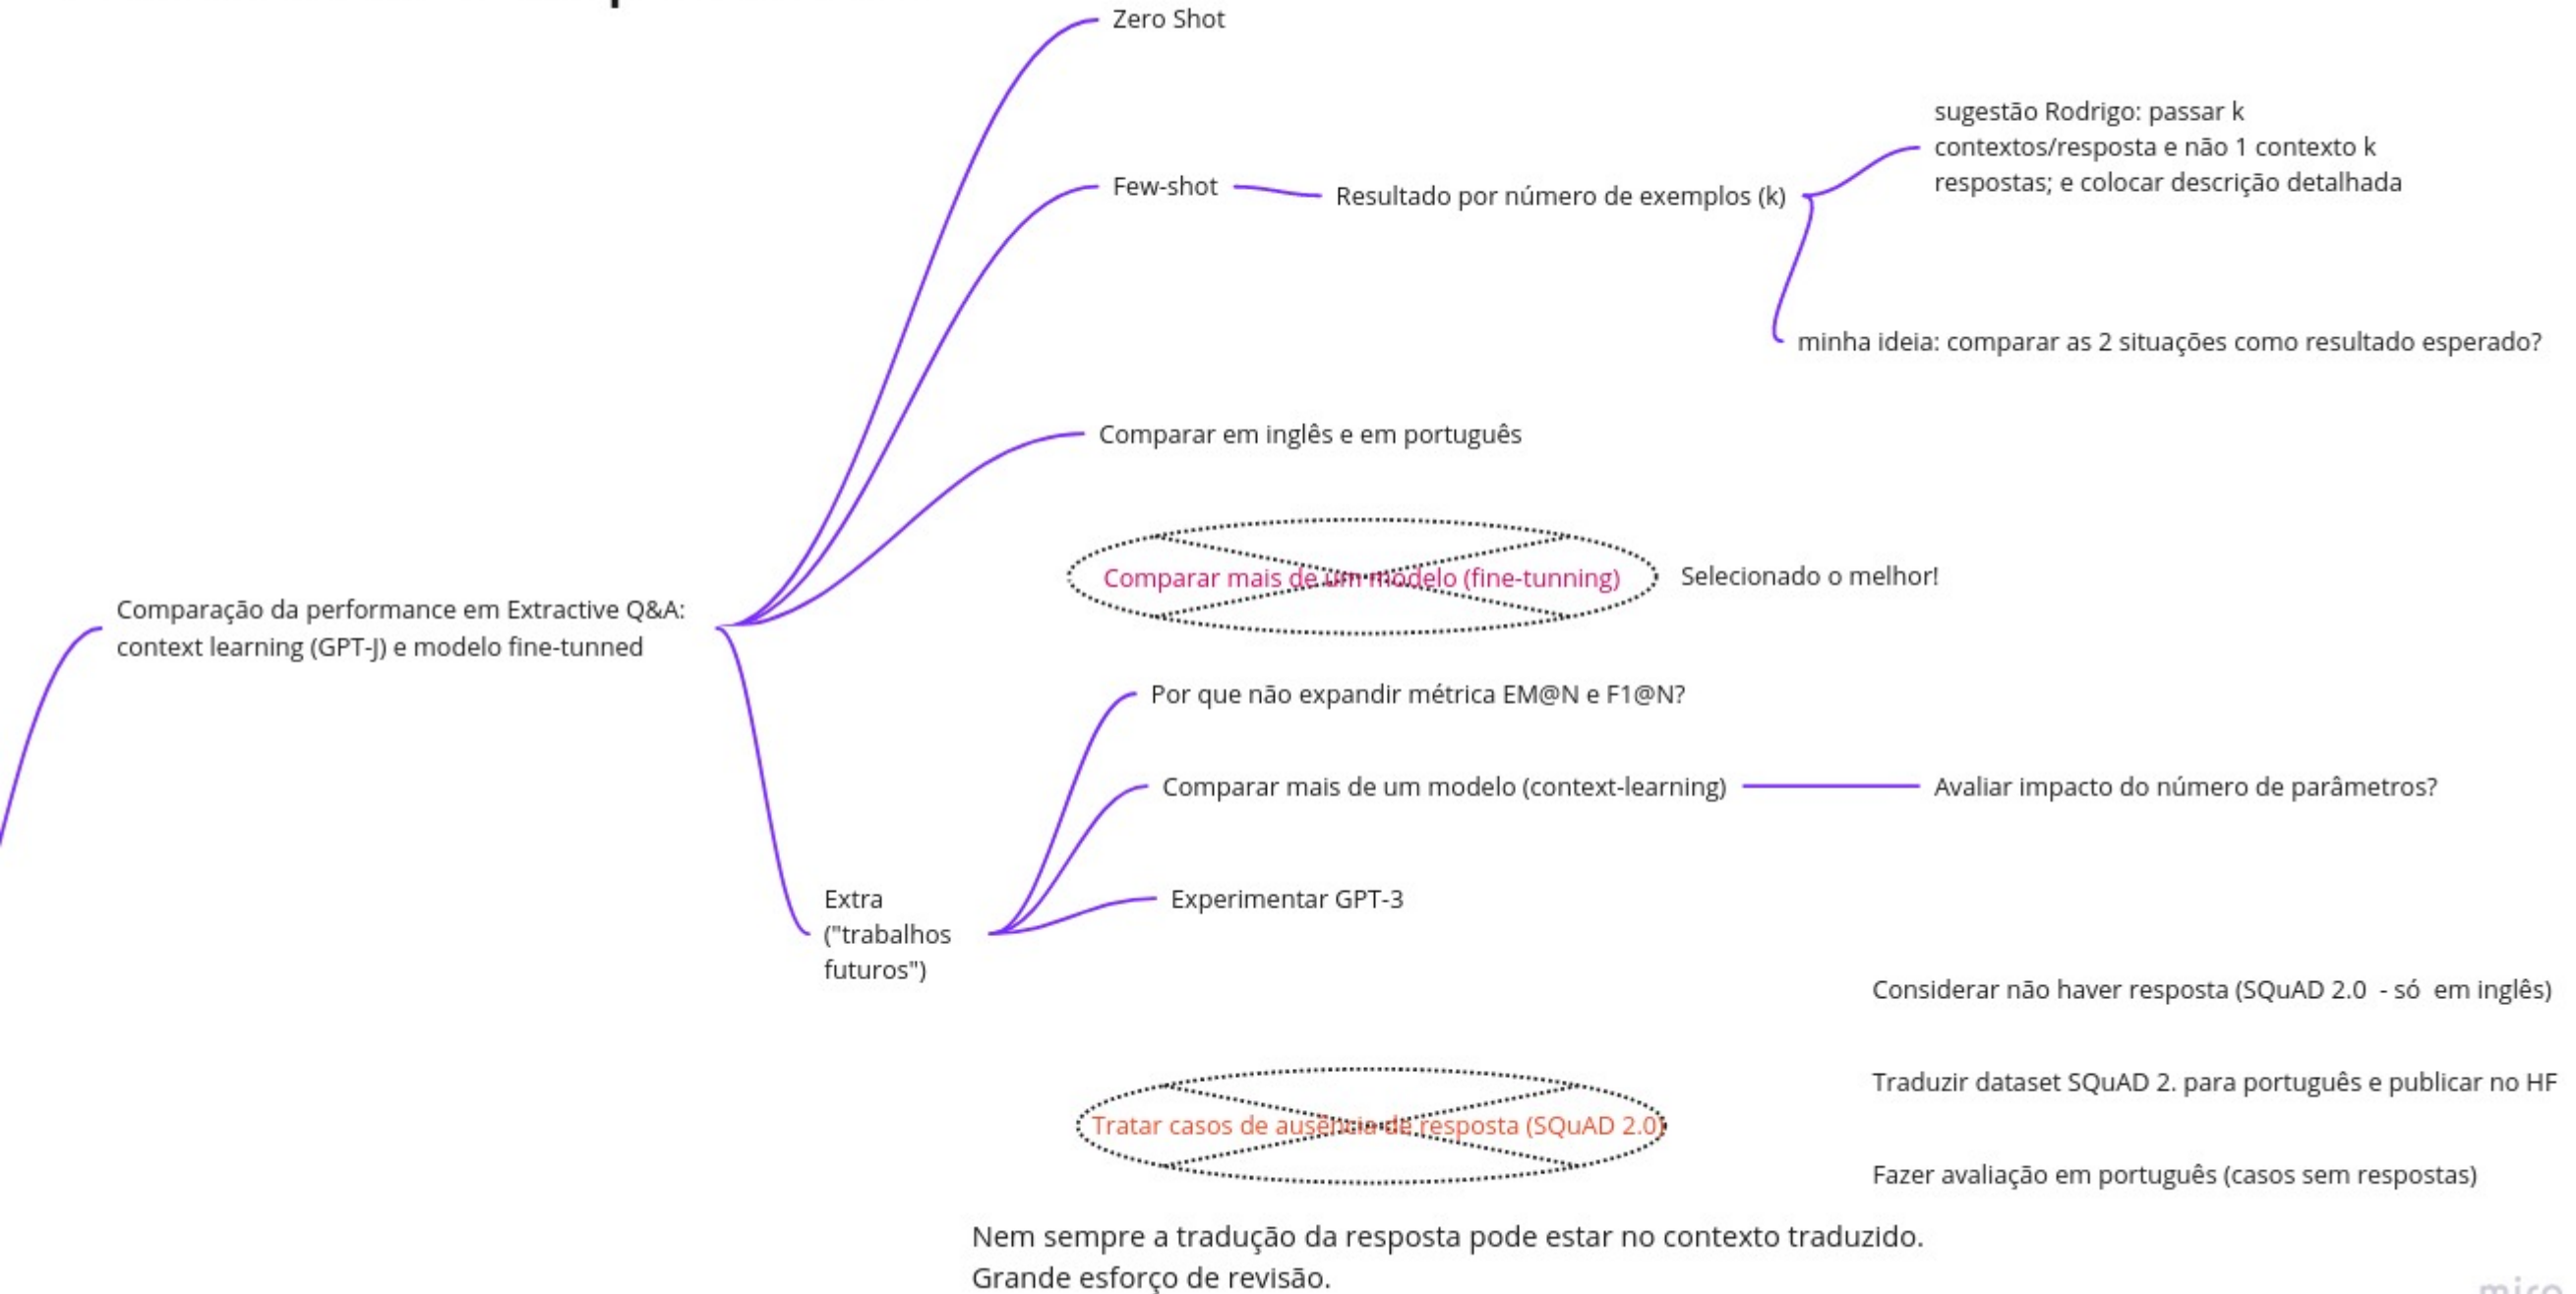 Zero Shot
sugestão Rodrigo: passar k
contextos/resposta e não 1 contexto k
respostas; e colocar descrição detalhada
Few-shot
Resultado por número de exemplos (k)
minha ideia: comparar as 2 situações como resultado esperado?
Comparar em inglês e em português
Comparar mais de um modelo (fine-tunning)
Selecionado o melhor!
Comparação da performance em Extractive Q&A:
context learning (GPT-J) e modelo fine-tunned
Por que não expandir métrica EM@N e F1@N?
Comparar mais de um modelo (context-learning)
Avaliar impacto do número de parâmetros?
Extra
("trabalhos
futuros")
Experimentar GPT-3
Considerar não haver resposta (SQuAD 2.0  - só  em inglês)
Traduzir dataset SQuAD 2. para português e publicar no HF
Tratar casos de ausência de resposta (SQuAD 2.0)
Fazer avaliação em português (casos sem respostas)
Nem sempre a tradução da resposta pode estar no contexto traduzido.
Grande esforço de revisão.
miro